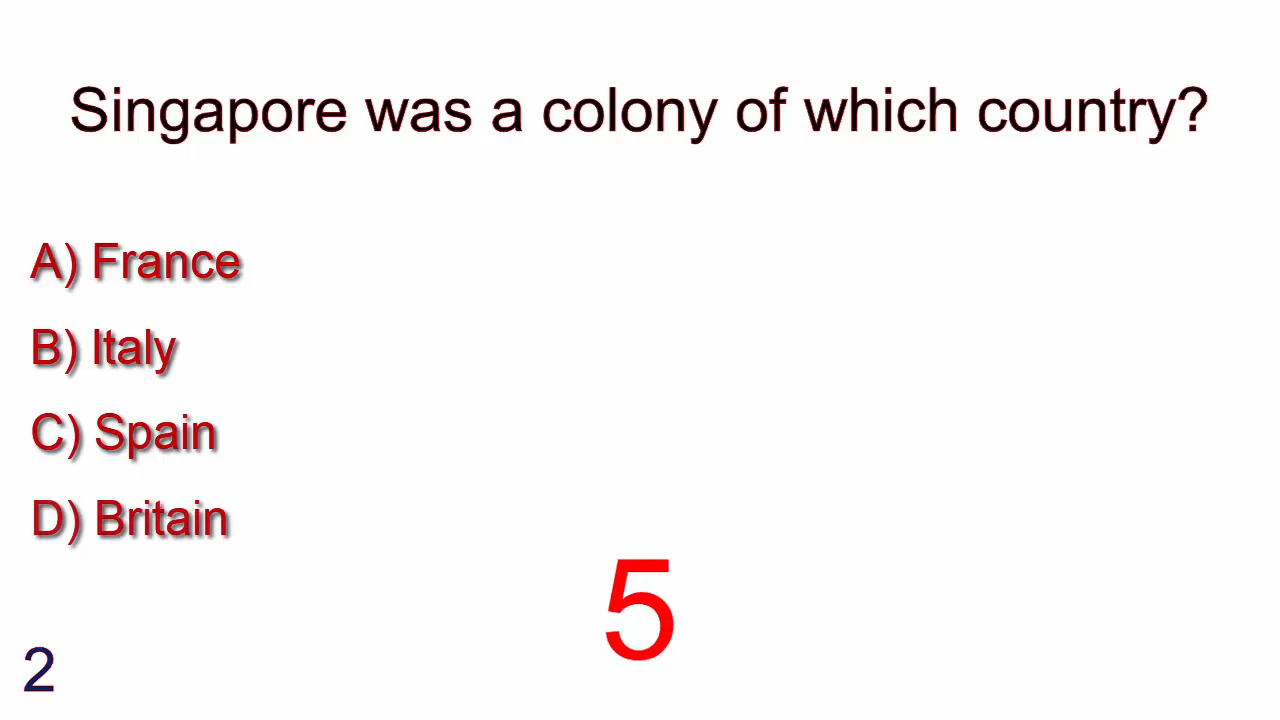 Singapore was a colony of which country?
A) France
B) Italy
C) Spain
D) Britain
5
2